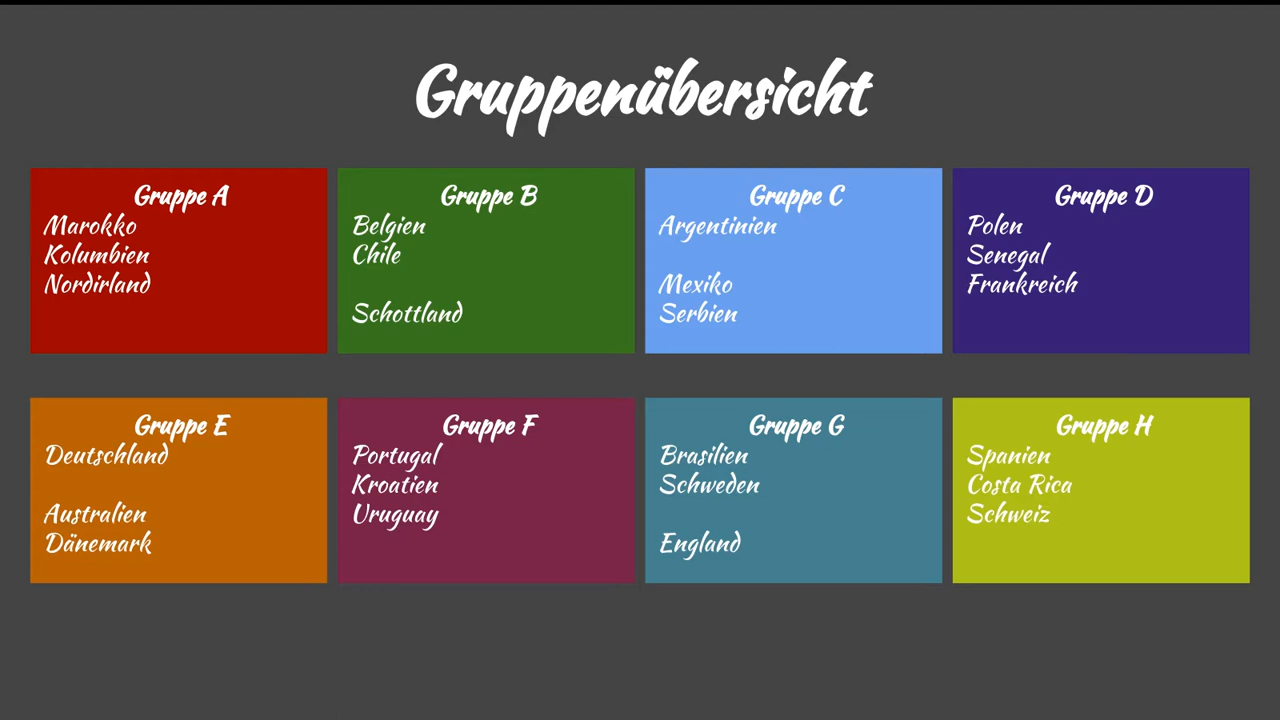 Gruppenübersicht
Gruppe A
Marokko
Kolumbien
Nordirland
Gruppe B
Belgien
Chile
Schottland
Gruppe C
Argentinien
Mexiko
Serbien
Gruppe D
Polen
Senegal
Frankreich
Gruppe E
Deutschland
Australien
Dänemark
Gruppe F
Portugal
Kroatien
Uruguay
Gruppe G
Brasilien
Schweden
England
Gruppe H
Spanien
Costa Rica
Schweiz